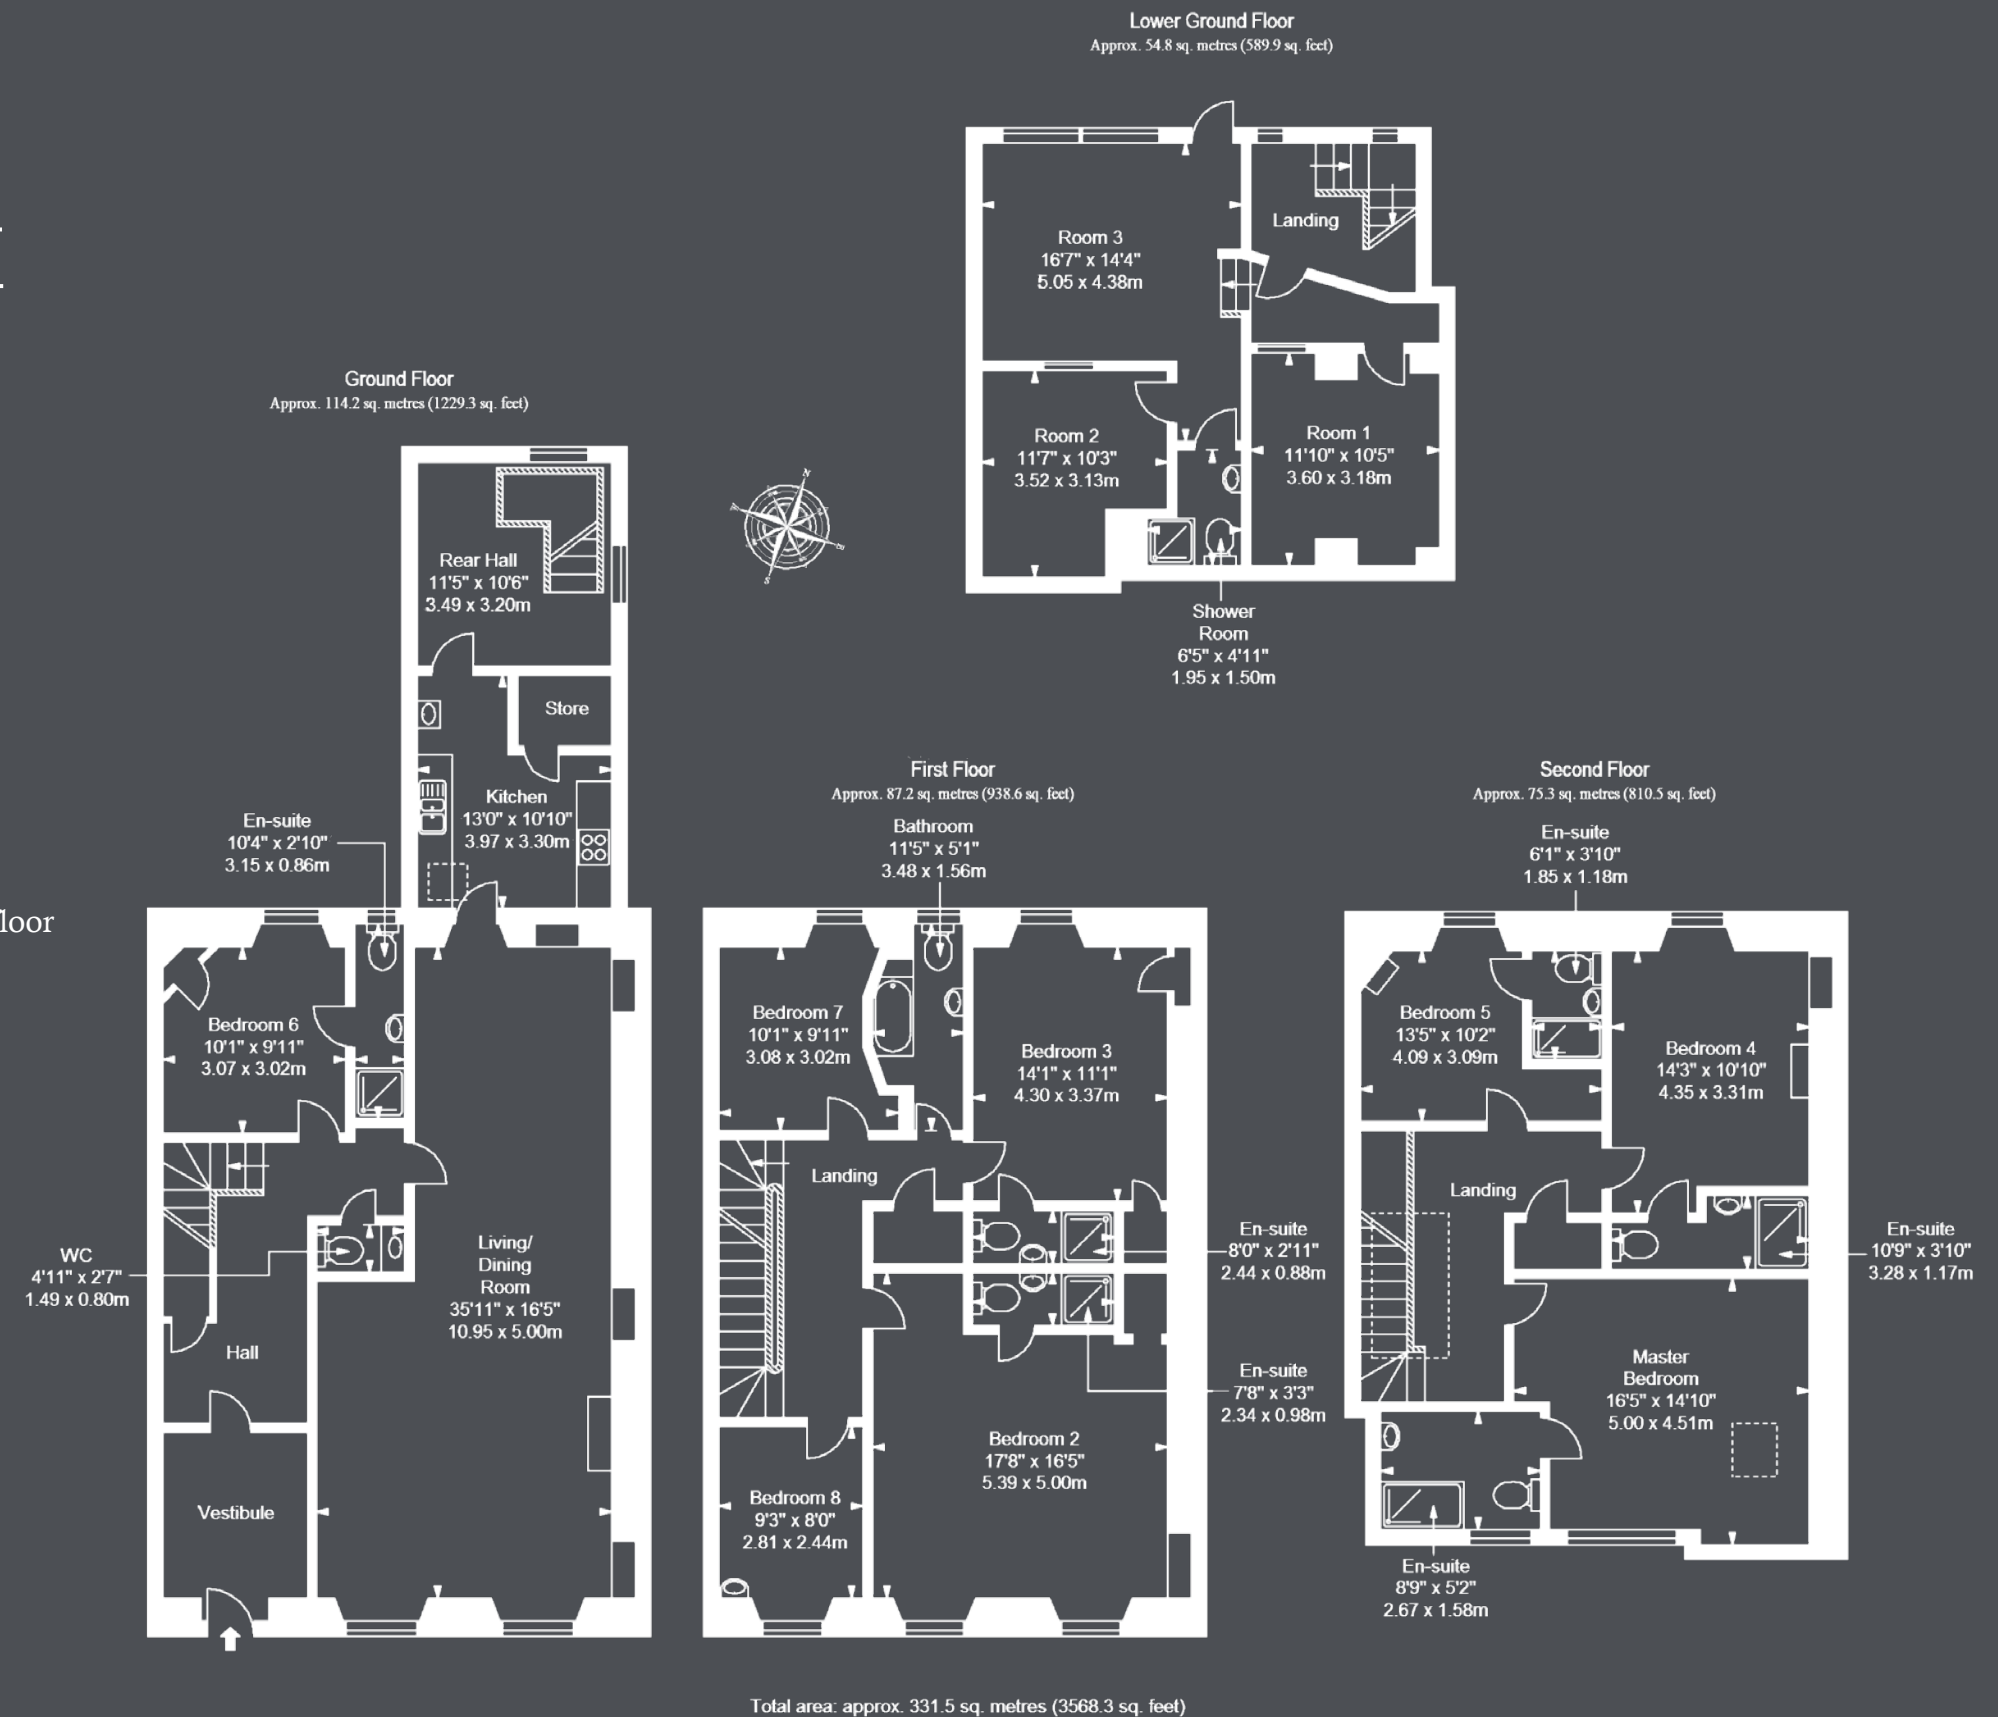 Lower Ground Floor
Approx. 54.8 sq. metres (589.9 sq. feet)
Landing
Room 3
16'7" x 14'4"
5.05 x 4.38m
Room 2
11'7" x 10'3"
3.52 x 3.13m
Room 1
11'10" x 10'5"
3.60 x 3.18m
Shower
Room
6'5" x 4'11"
1.95 x 1.50m
Ground Floor
Approx. 114.2 sq. metres (1229.3 sq. feet)
Rear Hall
11'5" x 10'6"
3.49 x 3.20m
Store
Kitchen
13'0" x 10'10"
3.97 x 3.30m
En-suite
10'4" x 2'10"
3.15 x 0.86m
loor
Bedroom 6
10'1" x 9'11"
3.07 x 3.02m
WC
4'11" x 2'7"
1.49 x 0.80m
Living/
Dining
Room
35'11" x 16'5"
10.95 x 5.00m
Hall
Vestibule
N
S
First Floor
Approx. 87.2 sq. metres (938.6 sq. feet)
Bathroom
11'5" x 5'1"
3.48 x 1.56m
Bedroom 7
10'1" x 9'11"
3.08 x 3.02m
Bedroom 3
14'1" x 11'1"
4.30 x 3.37m
Landing
En-suite
8'0" x 2'11"
2.44 x 0.88m
En-suite
7'8" x 3'3"
2.34 x 0.98m
Bedroom 2
17'8" x 16'5"
5.39 x 5.00m
Bedroom 8
9'3" x 8'0"
2.81 x 2.44m
Second Floor
Approx. 75.3 sq. metres (810.5 sq. feet)
En-suite
6'1" x 3'10"
1.85 x 1.18m
Bedroom 5
13'5" x 10'2"
4.09 x 3.09m
Bedroom 4
14'3" x 10'10"
4.35 x 3.31m
Landing
En-suite
10'9" x 3'10"
3.28 x 1.17m
Master
Bedroom
16'5" x 14'10"
5.00 x 4.51m
En-suite
8'9" x 5'2"
2.67 x 1.58m
Total area: approx. 331.5 sq. metres (3568.3 sq. feet)